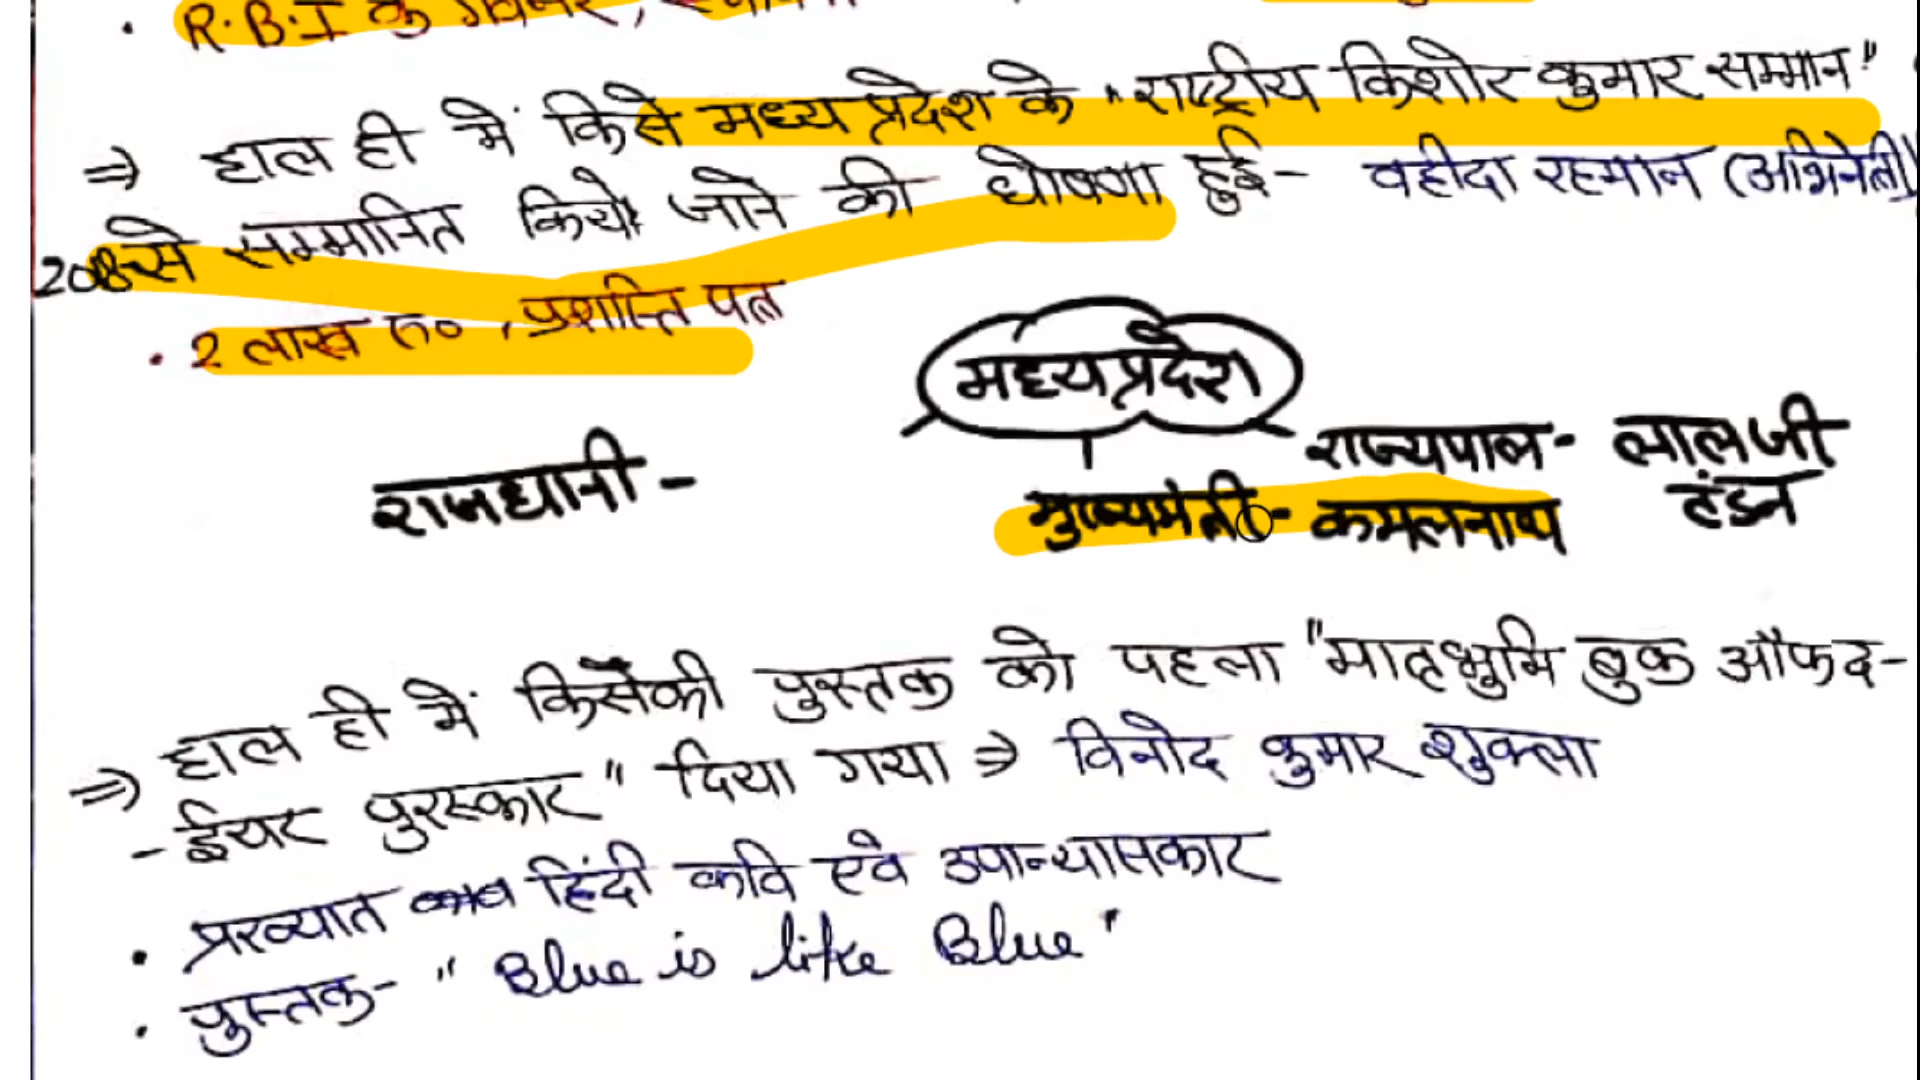 · R.B.I के गवर्नर,
⇒ हाल ही में किसे मध्य प्रदेश के "राष्ट्रीय किशोर कुमार सम्मान"
2018 से सम्मानित किये जाने की घोषणा हुई - वहीदा रहमान (अभिनेत्री)
· 2 लाख रु० , प्रशस्ति पत्र
मध्य प्रदेश
राजधानी -
राज्यपाल - लालजी टंडन
मुख्यमंत्री - कमलनाथ
⇒ हाल ही में किसकी पुस्तक को पहला "मातृभूमि बुक ऑफ द -
- ईयर पुरस्कार" दिया गया ⇒ विनोद कुमार शुक्ला
· प्रख्यात हिंदी कवि एवं उपान्यासकार
· पुस्तक - "Blue is like Blue"